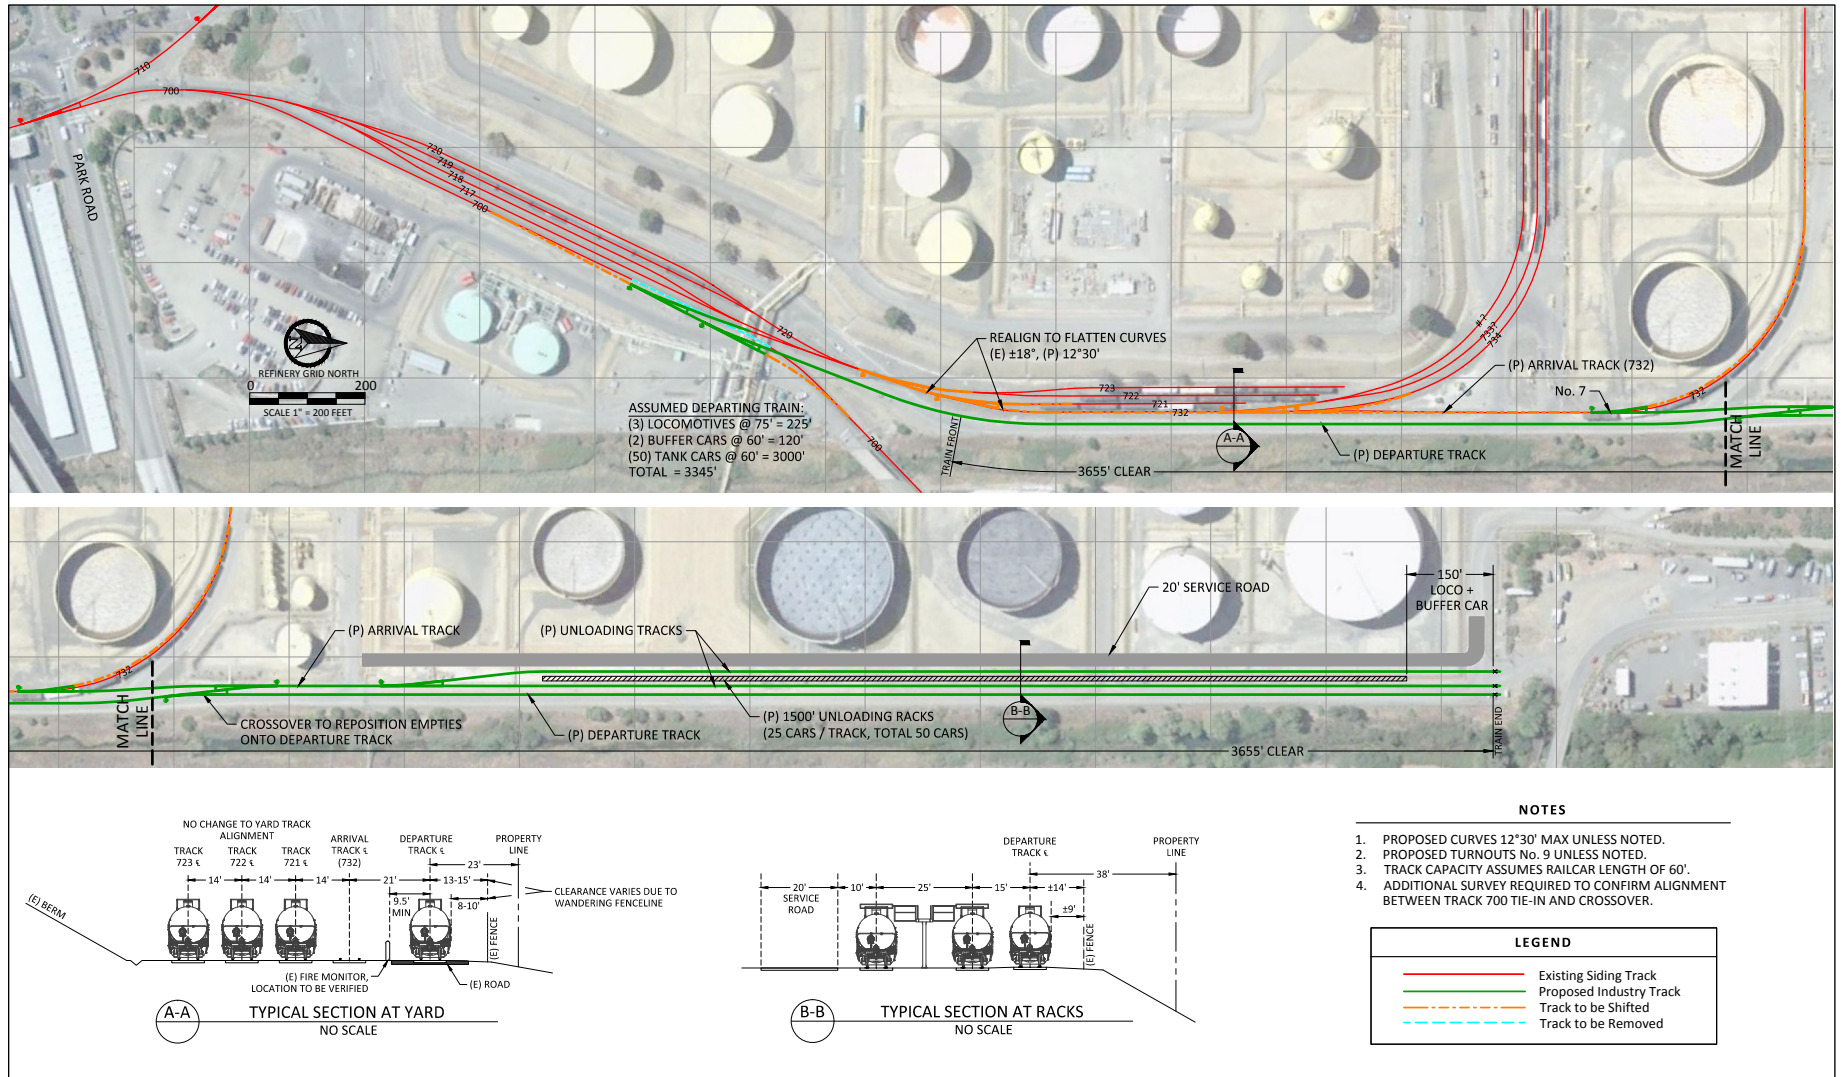 710
700
PARK ROAD
720
719
718
717
700
720
700
REFINERY GRID NORTH
0 200
SCALE 1" = 200 FEET
ASSUMED DEPARTING TRAIN:
(3) LOCOMOTIVES @ 75' = 225'
(2) BUFFER CARS @ 60' = 120'
(50) TANK CARS @ 60' = 3000'
TOTAL = 3345'
REALIGN TO FLATTEN CURVES
(E) ±18°, (P) 12°30'
723
722
721
732
TRAIN FRONT
A-A
3655' CLEAR
(P) DEPARTURE TRACK
# ?
733?
734
(P) ARRIVAL TRACK (732)
No. 7
732
MATCH
LINE
732
MATCH
LINE
(P) ARRIVAL TRACK
(P) UNLOADING TRACKS
20' SERVICE ROAD
150'
LOCO +
BUFFER CAR
CROSSOVER TO REPOSITION EMPTIES
ONTO DEPARTURE TRACK
(P) DEPARTURE TRACK
(P) 1500' UNLOADING RACKS
(25 CARS / TRACK, TOTAL 50 CARS)
B-B
3655' CLEAR
TRAIN END
NO CHANGE TO YARD TRACK
ALIGNMENT
TRACK
723 ℄
TRACK
722 ℄
TRACK
721 ℄
ARRIVAL
TRACK ℄
(732)
DEPARTURE
TRACK ℄
PROPERTY
LINE
23'
14'
14'
14'
21'
13-15'
9.5'
MIN
8-10'
CLEARANCE VARIES DUE TO
WANDERING FENCELINE
(E) BERM
(E) FENCE
(E) FIRE MONITOR,
LOCATION TO BE VERIFIED
(E) ROAD
A-A
TYPICAL SECTION AT YARD
NO SCALE
DEPARTURE
TRACK ℄
PROPERTY
LINE
38'
20'
SERVICE
ROAD
10'
25'
15'
±14'
±9'
(E) FENCE
B-B
TYPICAL SECTION AT RACKS
NO SCALE
NOTES
1. PROPOSED CURVES 12°30' MAX UNLESS NOTED.
2. PROPOSED TURNOUTS No. 9 UNLESS NOTED.
3. TRACK CAPACITY ASSUMES RAILCAR LENGTH OF 60'.
4. ADDITIONAL SURVEY REQUIRED TO CONFIRM ALIGNMENT
BETWEEN TRACK 700 TIE-IN AND CROSSOVER.
LEGEND
Existing Siding Track
Proposed Industry Track
Track to be Shifted
Track to be Removed